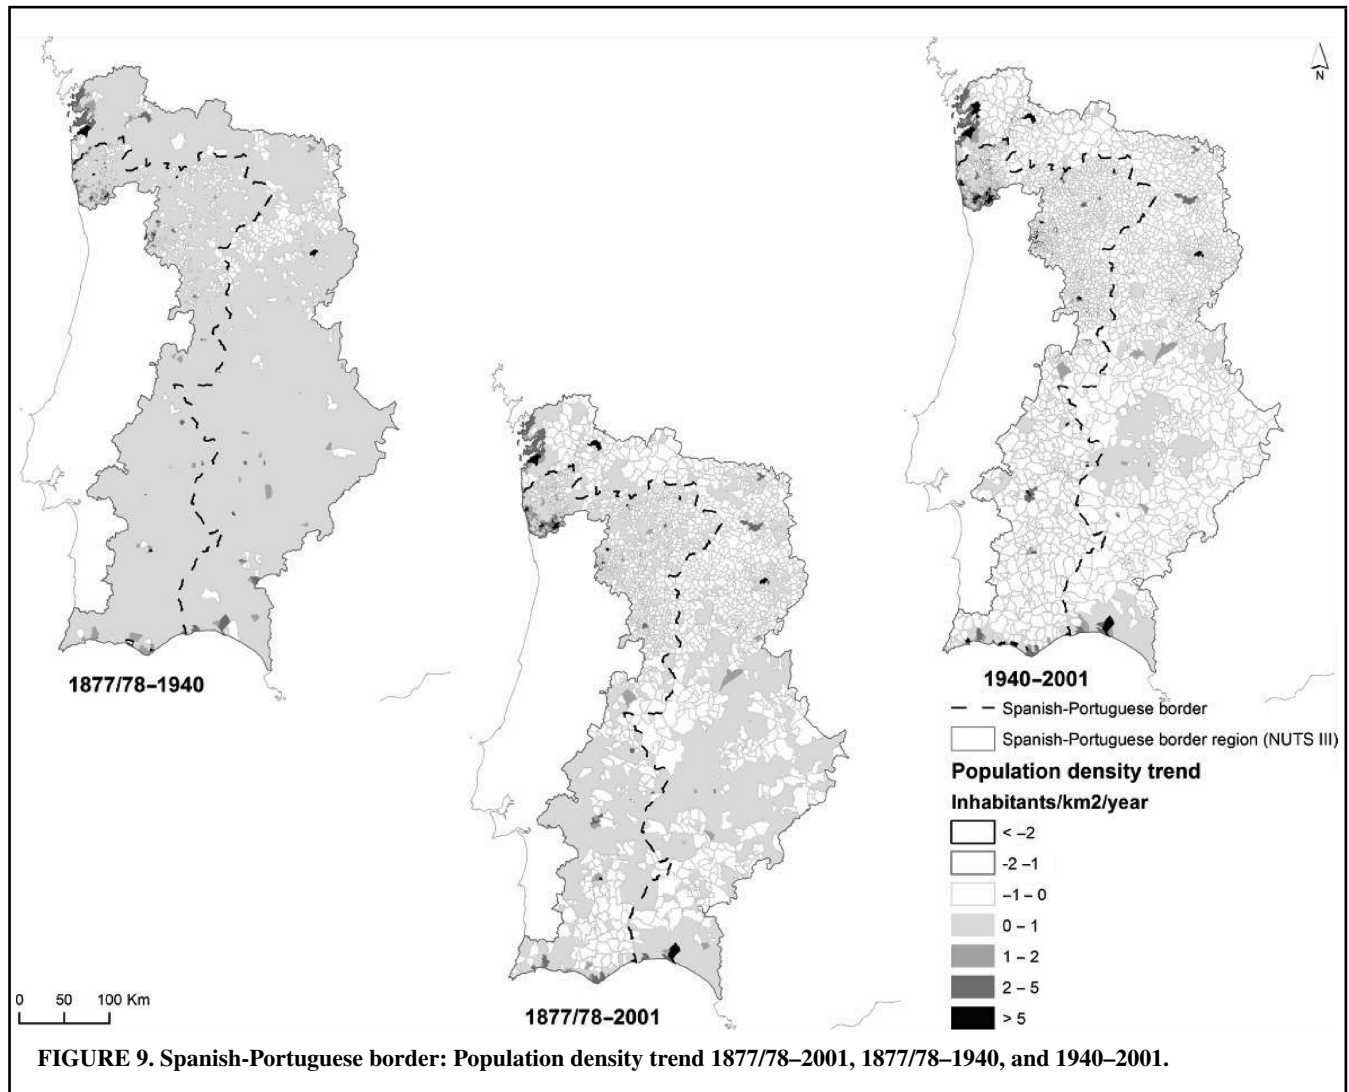 N
1877/78–1940
1940–2001
Spanish-Portuguese border
Spanish-Portuguese border region (NUTS III)
Population density trend
Inhabitants/km2/year
< –2
-2 –1
–1 – 0
0 – 1
1 – 2
2 – 5
> 5
0 50 100 Km
1877/78–2001
FIGURE 9. Spanish-Portuguese border: Population density trend 1877/78–2001, 1877/78–1940, and 1940–2001.